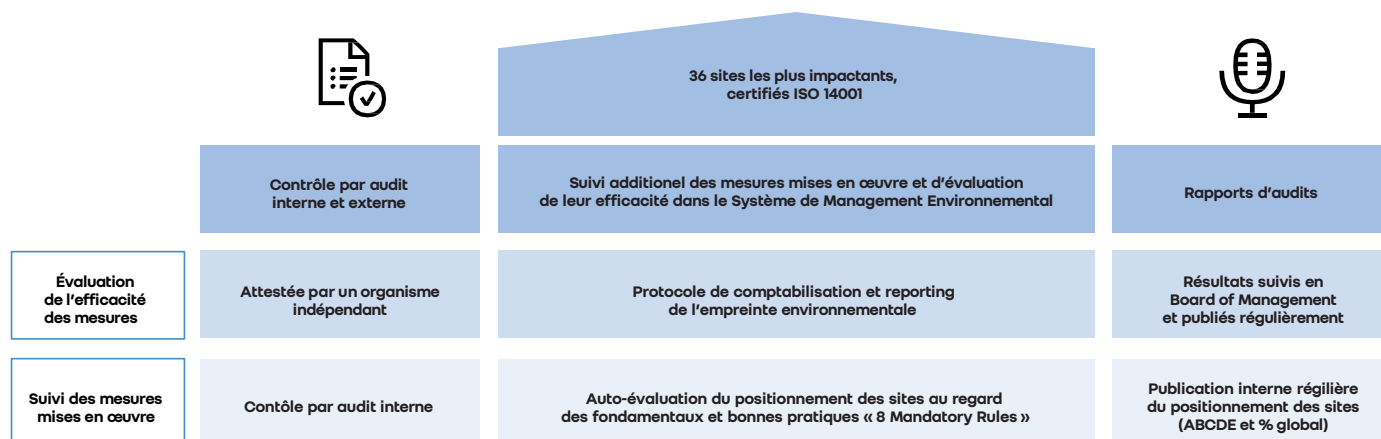 36 sites les plus impactants,
certifiés ISO 14001
Contrôle par audit
interne et externe
Suivi additionel des mesures mises en œuvre et d'évaluation
de leur efficacité dans le Système de Management Environnemental
Rapports d'audits
Évaluation
de l'efficacité
des mesures
Attestée par un organisme
indépendant
Protocole de comptabilisation et reporting
de l'empreinte environnementale
Résultats suivis en
Board of Management
et publiés régulièrement
Suivi des mesures
mises en œuvre
Contôle par audit interne
Auto-évaluation du positionnement des sites au regard
des fondamentaux et bonnes pratiques « 8 Mandatory Rules »
Publication interne régilière
du positionnement des sites
(ABCDE et % global)